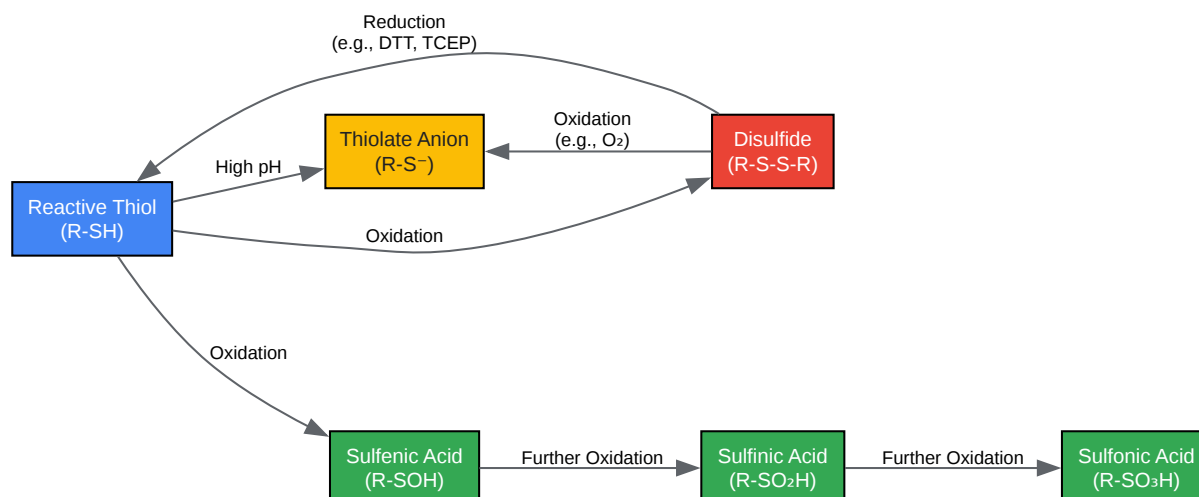 Reduction
(e.g., DTT, TCEP)
Thiolate Anion
(R-S⁻)
Oxidation
(e.g., O₂)
Disulfide
(R-S-S-R)
High pH
Reactive Thiol
(R-SH)
Oxidation
Oxidation
Sulfenic Acid
(R-SOH)
Further Oxidation
Sulfinic Acid
(R-SO₂H)
Further Oxidation
Sulfonic Acid
(R-SO₃H)